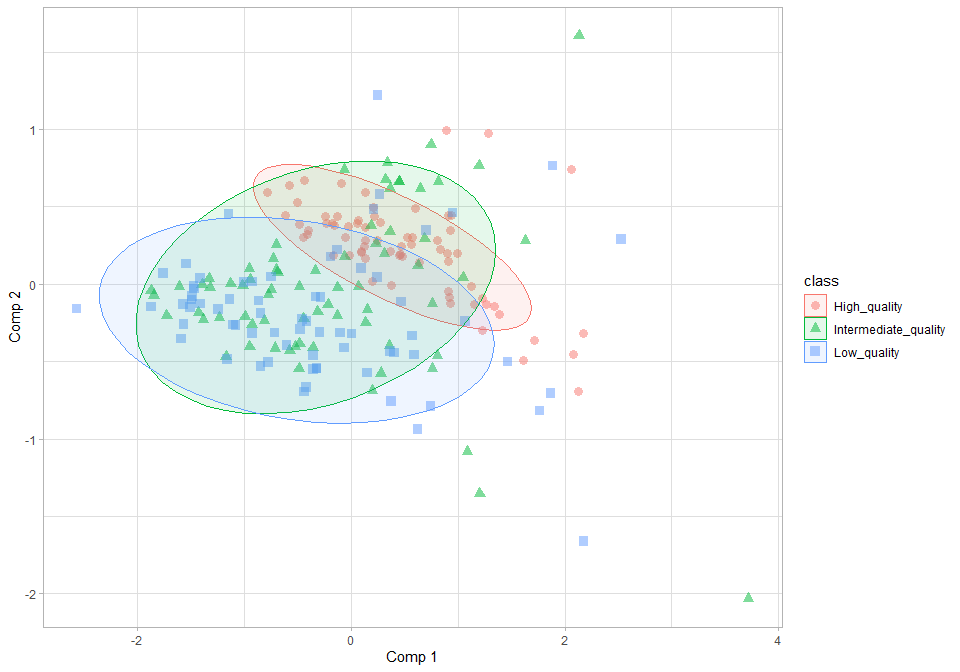 1
0
-1
-2
Comp 2
-2
0
2
4
Comp 1
class
High_quality
Intermediate_quality
Low_quality